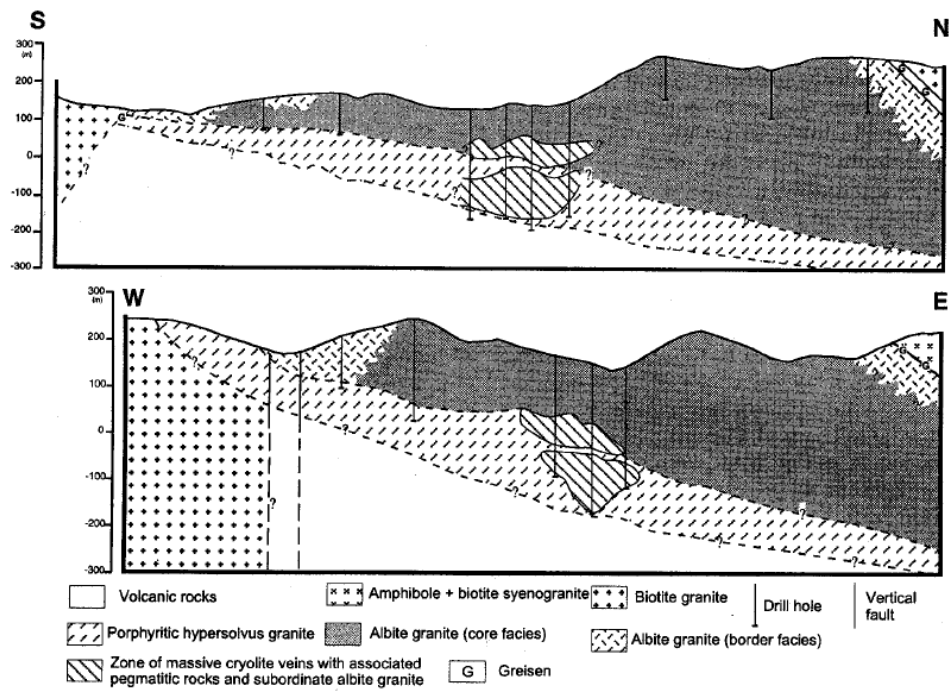 S
N
300
(m)
200
100
0
-100
-200
-300
G
G
G
?
?
?
?
?
?
?
?
?
?
W
E
300
(m)
200
100
0
-100
-200
-300
G
G
?
?
?
?
?
?
?
?
Volcanic rocks
Amphibole + biotite syenogranite
Biotite granite
Drill hole
Vertical
fault
Porphyritic hypersolvus granite
Albite granite (core facies)
Albite granite (border facies)
Zone of massive cryolite veins with associated
pegmatitic rocks and subordinate albite granite
G
Greisen